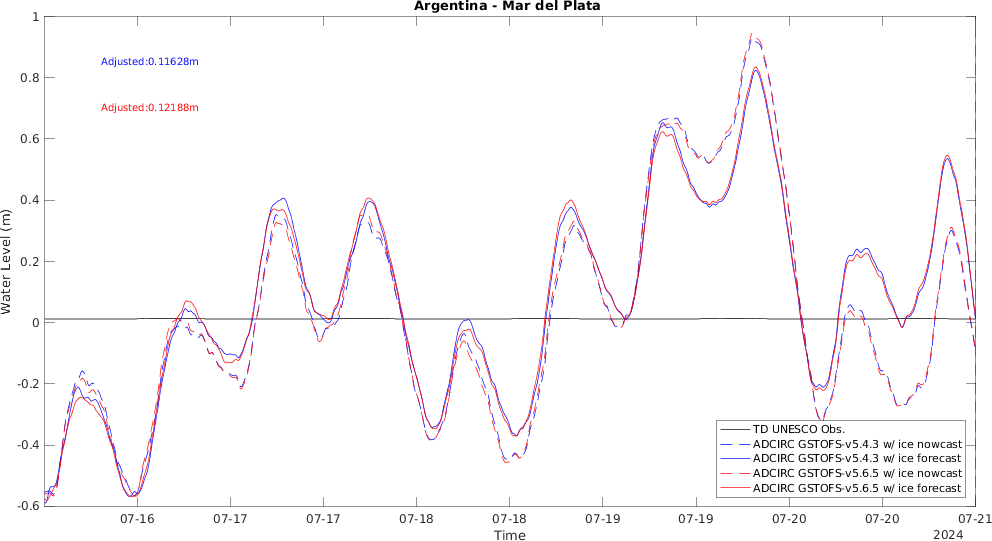 Argentina - Mar del Plata
1
0.8
0.6
0.4
0.2
0
-0.2
-0.4
-0.6
Water Level (m)
Adjusted:0.11628m
Adjusted:0.12188m
TD UNESCO Obs.
ADCIRC GSTOFS-v5.4.3 w/ ice nowcast
ADCIRC GSTOFS-v5.4.3 w/ ice forecast
ADCIRC GSTOFS-v5.6.5 w/ ice nowcast
ADCIRC GSTOFS-v5.6.5 w/ ice forecast
07-16 07-17 07-17 07-18 07-18 07-19 07-19 07-20 07-20 07-21
Time
2024